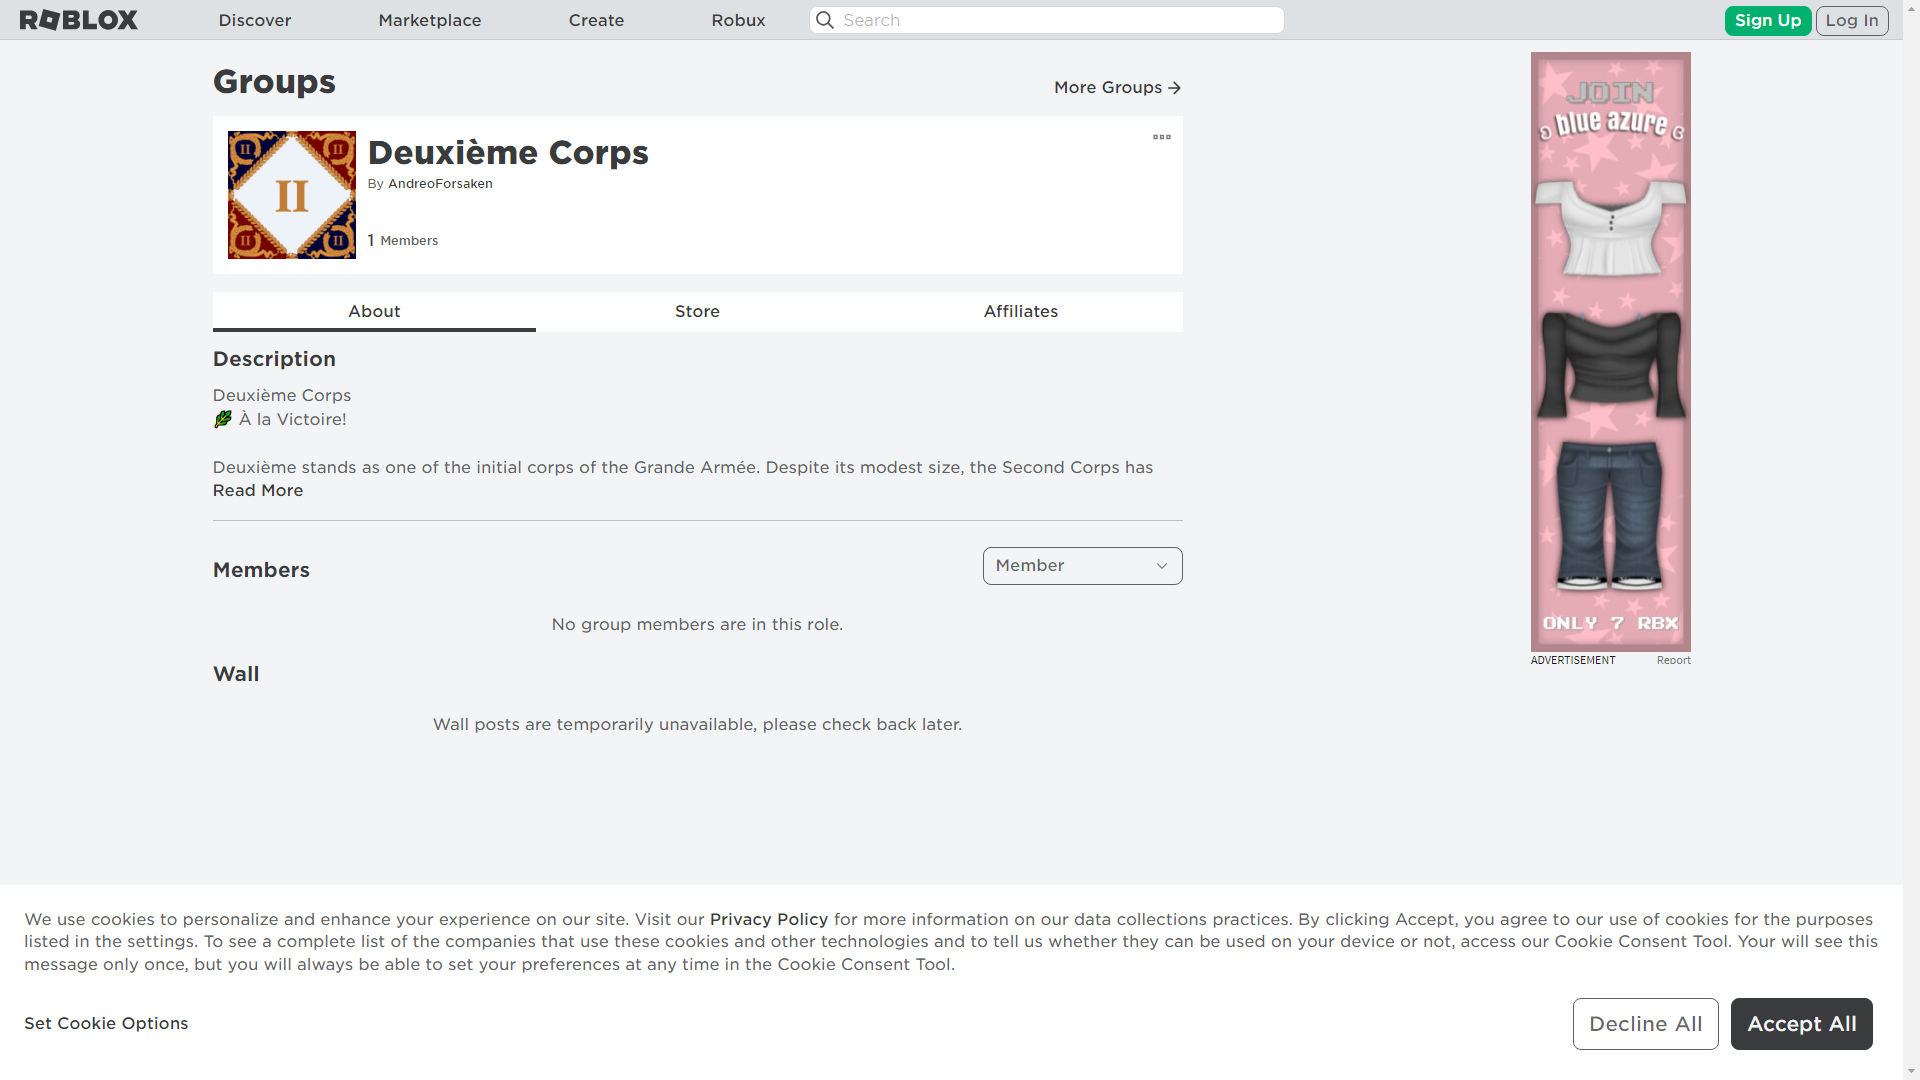 ROBLOX
Discover
Marketplace
Create
Robux
Search
Sign Up
Log In
Groups
More Groups
II
II
II
II
II
Deuxième Corps
By AndreoForsaken
1 Members
About
Store
Affiliates
Description
Deuxième Corps
À la Victoire!
Deuxième stands as one of the initial corps of the Grande Armée. Despite its modest size, the Second Corps has
Read More
Members
Member
No group members are in this role.
Wall
Wall posts are temporarily unavailable, please check back later.
JOIN
blue azure
ONLY 7 RBX
ADVERTISEMENT
Report
We use cookies to personalize and enhance your experience on our site. Visit our Privacy Policy for more information on our data collections practices. By clicking Accept, you agree to our use of cookies for the purposes
listed in the settings. To see a complete list of the companies that use these cookies and other technologies and to tell us whether they can be used on your device or not, access our Cookie Consent Tool. Your will see this
message only once, but you will always be able to set your preferences at any time in the Cookie Consent Tool.
Set Cookie Options
Decline All
Accept All